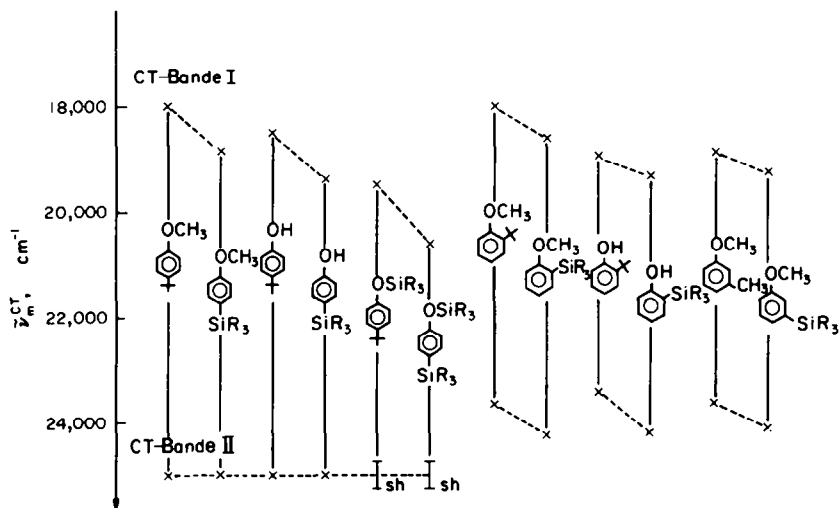 CT-Bande I
18,000
20,000
22,000
24,000
ν̃ CT m, cm⁻¹
OCH₃
OCH₃
SiR₃
OH
OH
SiR₃
OSiR₃
OSiR₃
SiR₃
OCH₃
OCH₃
SiR₃
OH
OH
SiR₃
OCH₃
CH₃
OCH₃
SiR₃
CT-Bande II
sh
sh